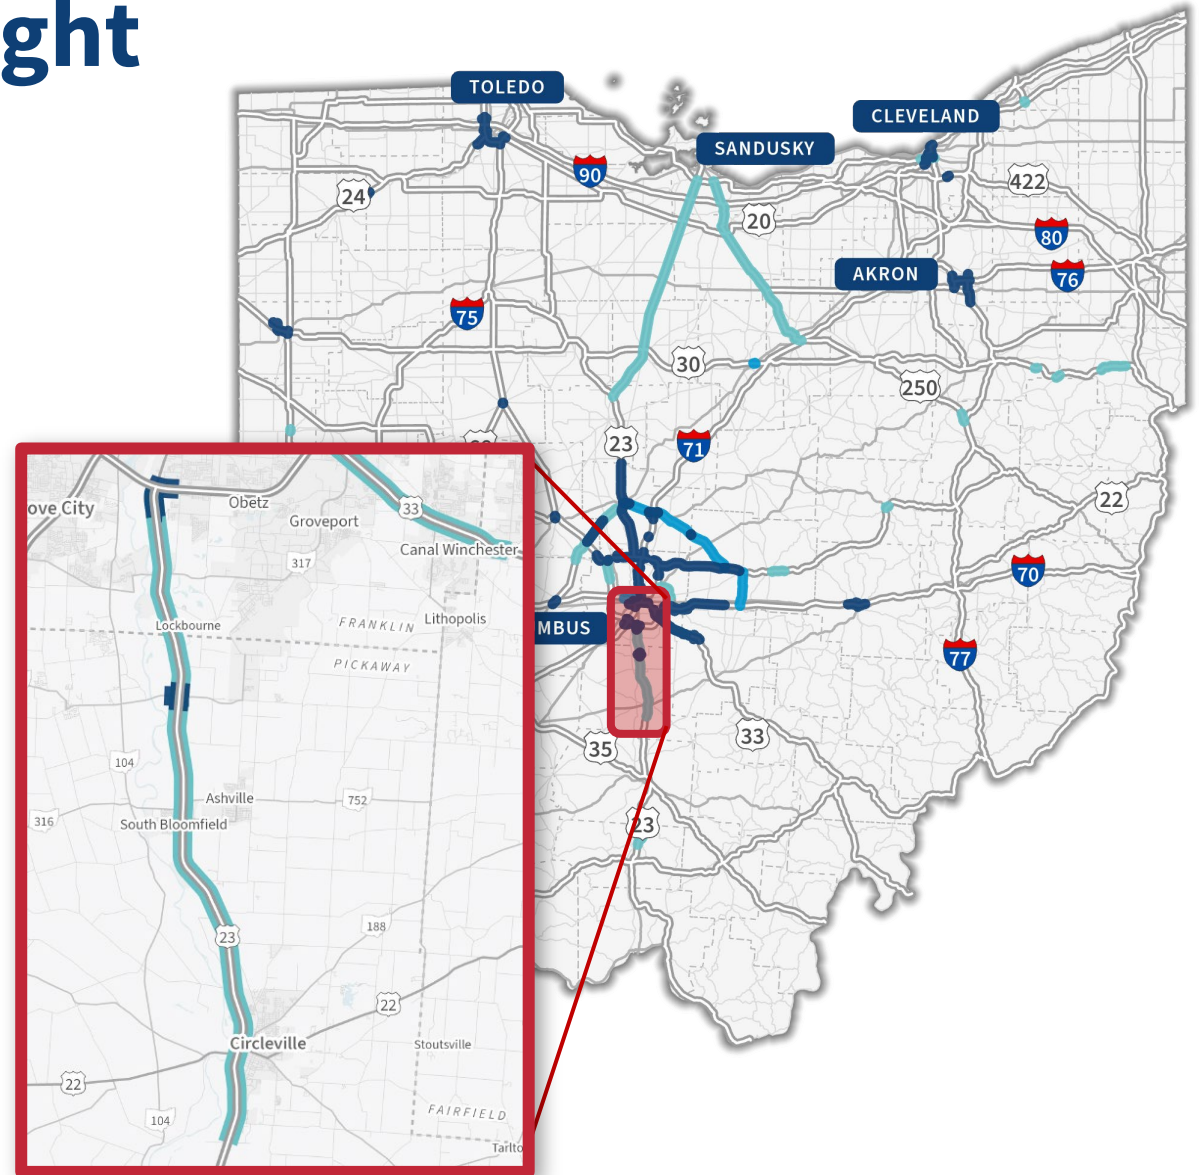 ght
TOLEDO
CLEVELAND
SANDUSKY
90
422
24
20
80
AKRON
76
75
30
250
23
71
22
70
MBUS
77
35
33
23
ove City
Obetz
Groveport
33
Canal Winchester
317
Lockbourne
FRANKLIN
Lithopolis
PICKAWAY
104
Ashville
752
316
South Bloomfield
188
23
22
Circleville
Stoutsville
22
104
FAIRFIELD
Tarlto